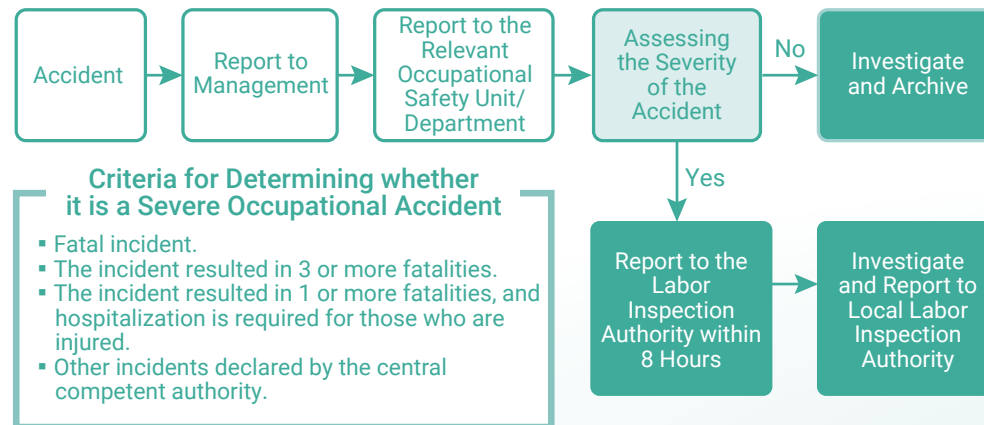 Accident
Report to
Management
Report to the
Relevant
Occupational
Safety Unit/
Department
Assessing
the Severity
of the
Accident
No
Investigate
and Archive
Yes
Report to the
Labor
Inspection
Authority within
8 Hours
Investigate
and Report to
Local Labor
Inspection
Authority
Criteria for Determining whether
it is a Severe Occupational Accident
▪ Fatal incident.
▪ The incident resulted in 3 or more fatalities.
▪ The incident resulted in 1 or more fatalities, and
hospitalization is required for those who are
injured.
▪ Other incidents declared by the central
competent authority.